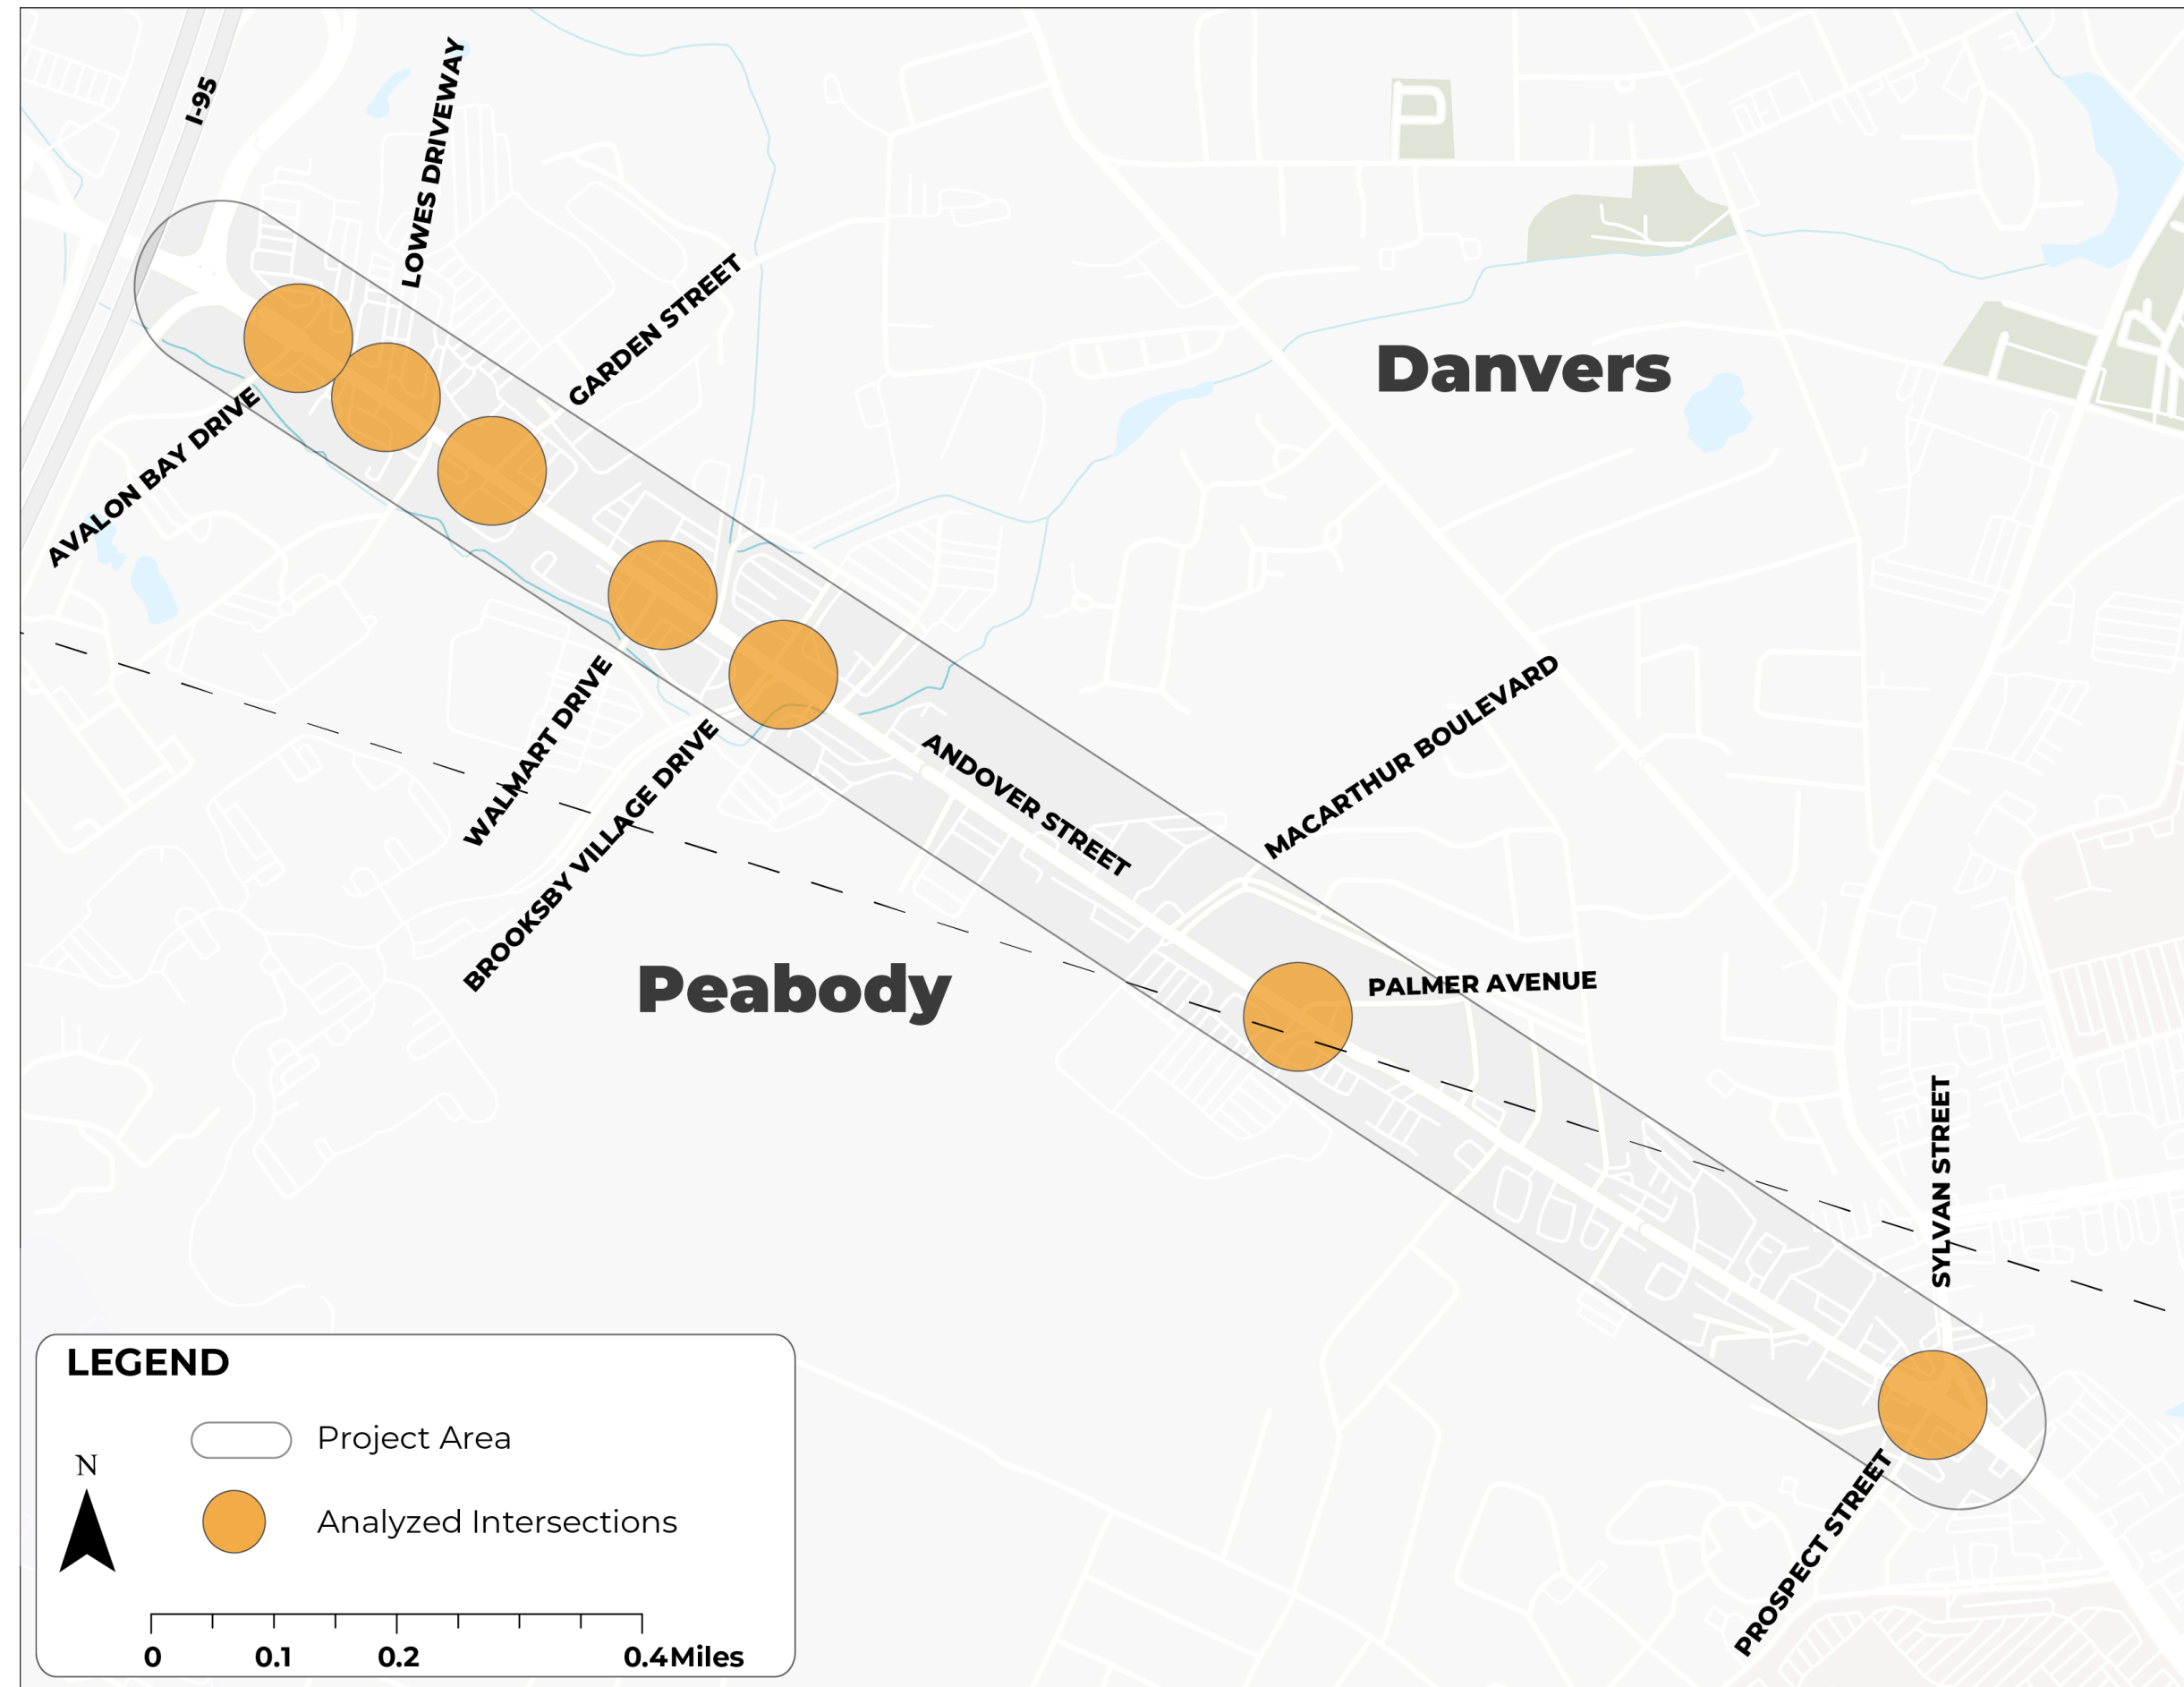 I-95
LOWES DRIVEWAY
GARDEN STREET
Danvers
AVALON BAY DRIVE
WALMART DRIVE
BROOKSBY VILLAGE DRIVE
ANDOVER STREET
MACARTHUR BOULEVARD
Peabody
PALMER AVENUE
SYLVAN STREET
PROSPECT STREET
LEGEND
Project Area
N
Analyzed Intersections
0 0.1 0.2 0.4Miles